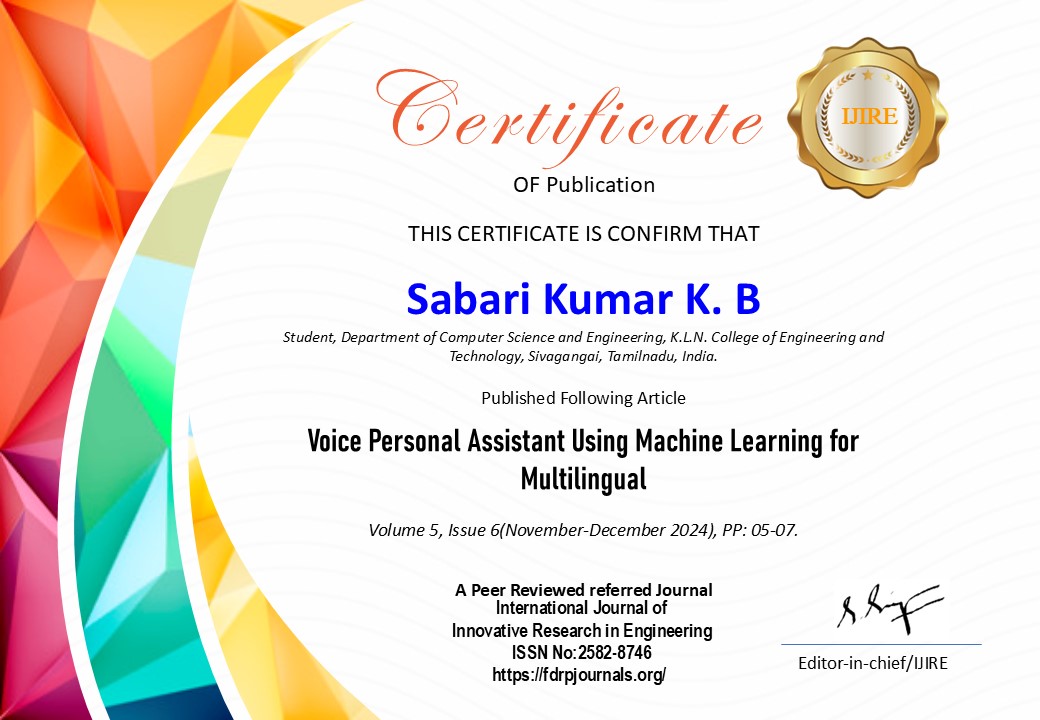 Certificate
IJIRE
OF Publication
THIS CERTIFICATE IS CONFIRM THAT
Sabari Kumar K. B
Student, Department of Computer Science and Engineering, K.L.N. College of Engineering and
Technology, Sivagangai, Tamilnadu, India.
Published Following Article
Voice Personal Assistant Using Machine Learning for
Multilingual
Volume 5, Issue 6(November-December 2024), PP: 05-07.
A Peer Reviewed referred Journal
International Journal of
Innovative Research in Engineering
ISSN No:2582-8746
https://fdrpjournals.org/
Editor-in-chief/IJIRE